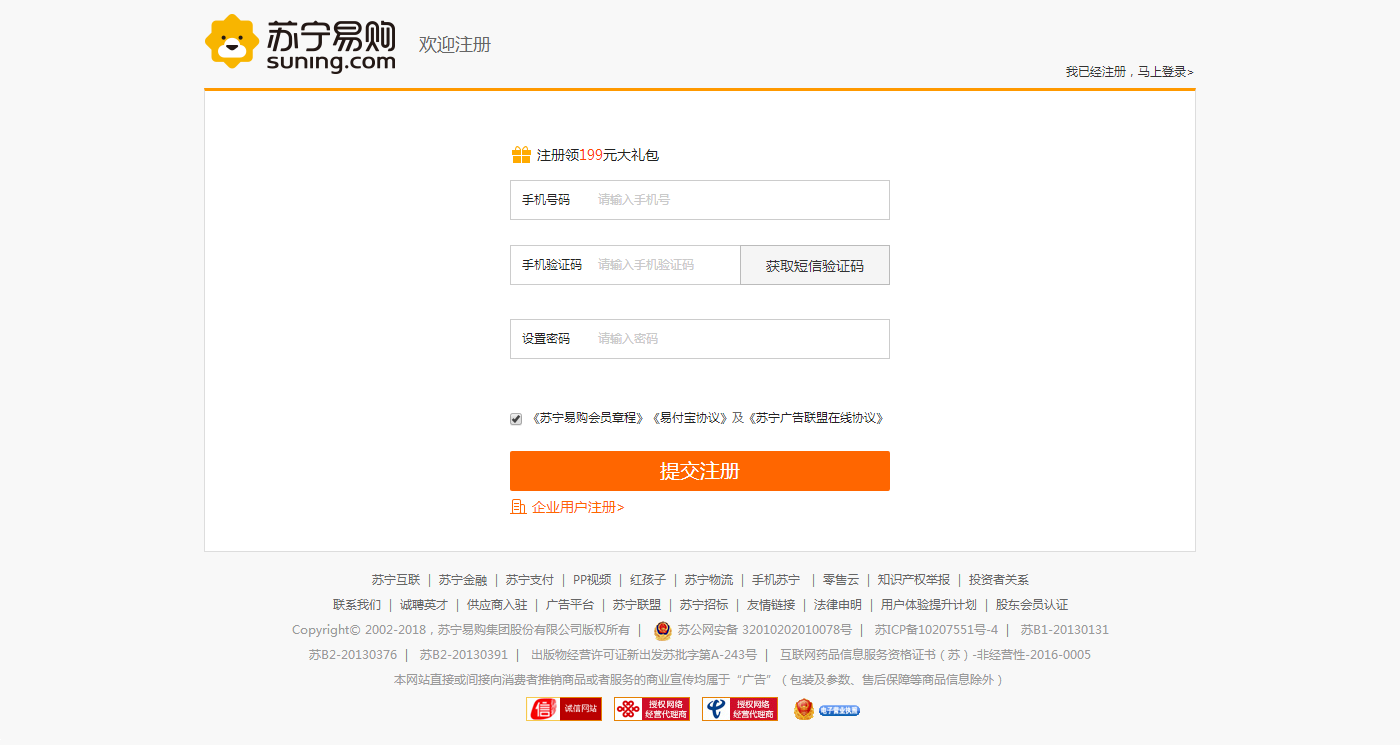 苏宁易购
suning.com
欢迎注册
我已经注册，马上登录>
注册领199元大礼包
手机号码 请输入手机号
手机验证码 请输入手机验证码 获取短信验证码
设置密码 请输入密码
《苏宁易购会员章程》《易付宝协议》及《苏宁广告联盟在线协议》
提交注册
企业用户注册>
苏宁互联 | 苏宁金融 | 苏宁支付 | PP视频 | 红孩子 | 苏宁物流 | 手机苏宁 | 零售云 | 知识产权举报 | 投资者关系
联系我们 | 诚聘英才 | 供应商入驻 | 广告平台 | 苏宁联盟 | 苏宁招标 | 友情链接 | 法律申明 | 用户体验提升计划 | 股东会员认证
Copyright© 2002-2018，苏宁易购集团股份有限公司版权所有 | 苏公网安备 32010202010078号 | 苏ICP备10207551号-4 | 苏B1-20130131
苏B2-20130376 | 苏B2-20130391 | 出版物经营许可证新出发苏批字第A-243号 | 互联网药品信息服务资格证书（苏）-非经营性-2016-0005
本网站直接或间接向消费者推销商品或者服务的商业宣传均属于“广告”（包装及参数、售后保障等商品信息除外）
信 诚信网站 授权网络 经营代理商 授权网络 经营代理商 电子营业执照